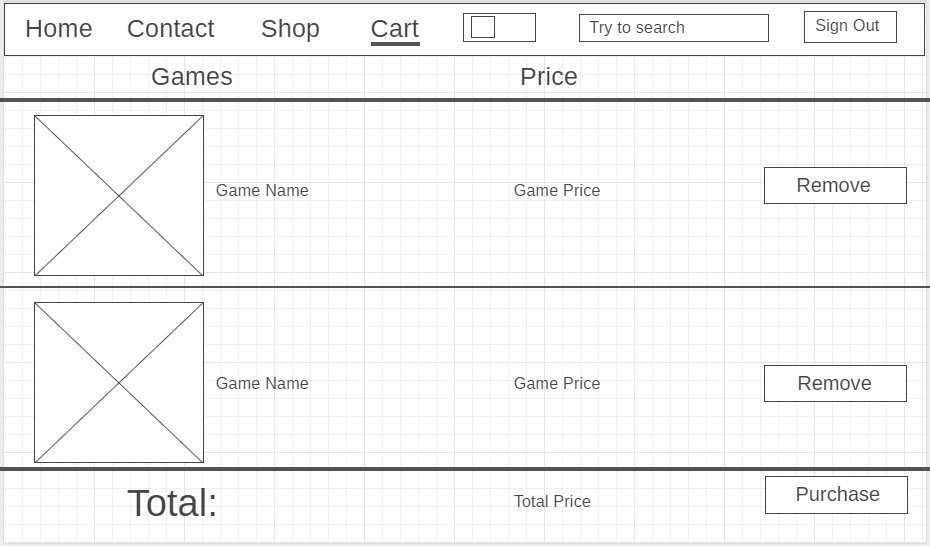 Home Contact Shop Cart Try to search Sign Out
Games Price
Game Name Game Price Remove
Game Name Game Price Remove
Total: Total Price Purchase